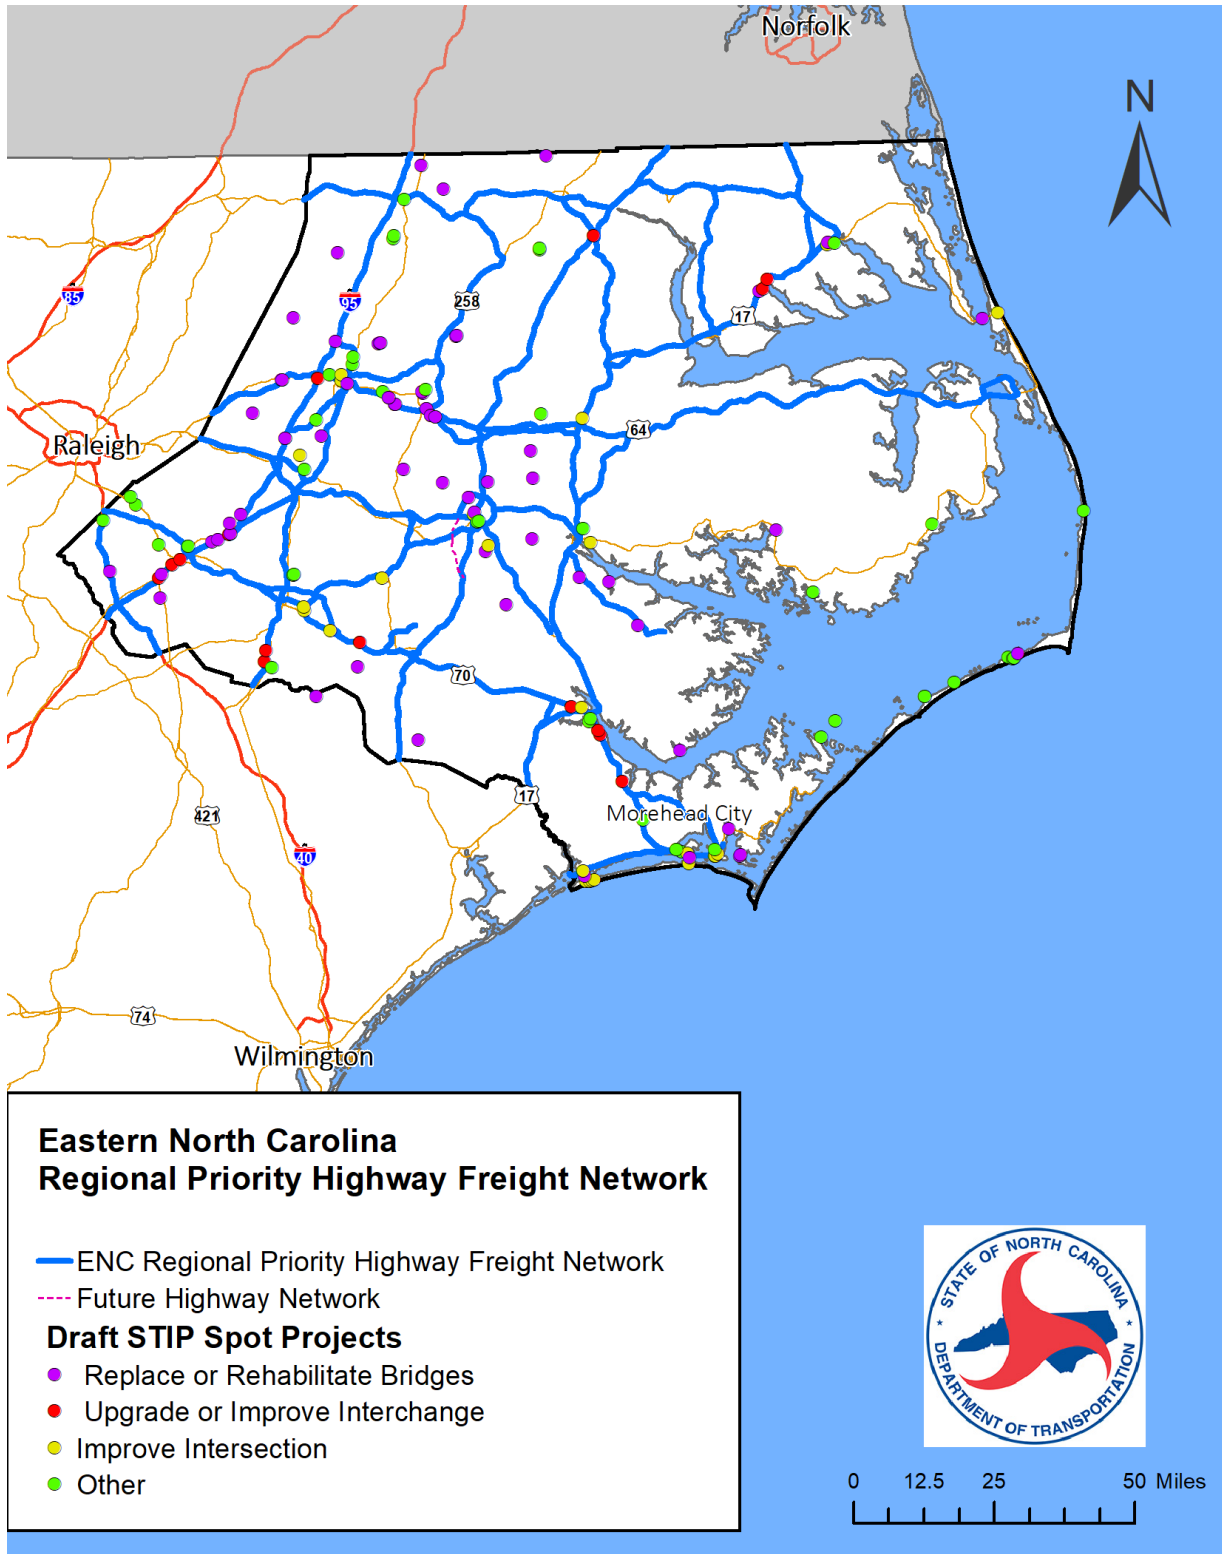 Norfolk
N
85
95
258
17
Raleigh
64
70
17
Morehead City
421
40
74
Wilmington
Eastern North Carolina
Regional Priority Highway Freight Network
ENC Regional Priority Highway Freight Network
Future Highway Network
Draft STIP Spot Projects
Replace or Rehabilitate Bridges
Upgrade or Improve Interchange
Improve Intersection
Other
STATE OF NORTH CAROLINA
DEPARTMENT OF TRANSPORTATION
0 12.5 25 50 Miles